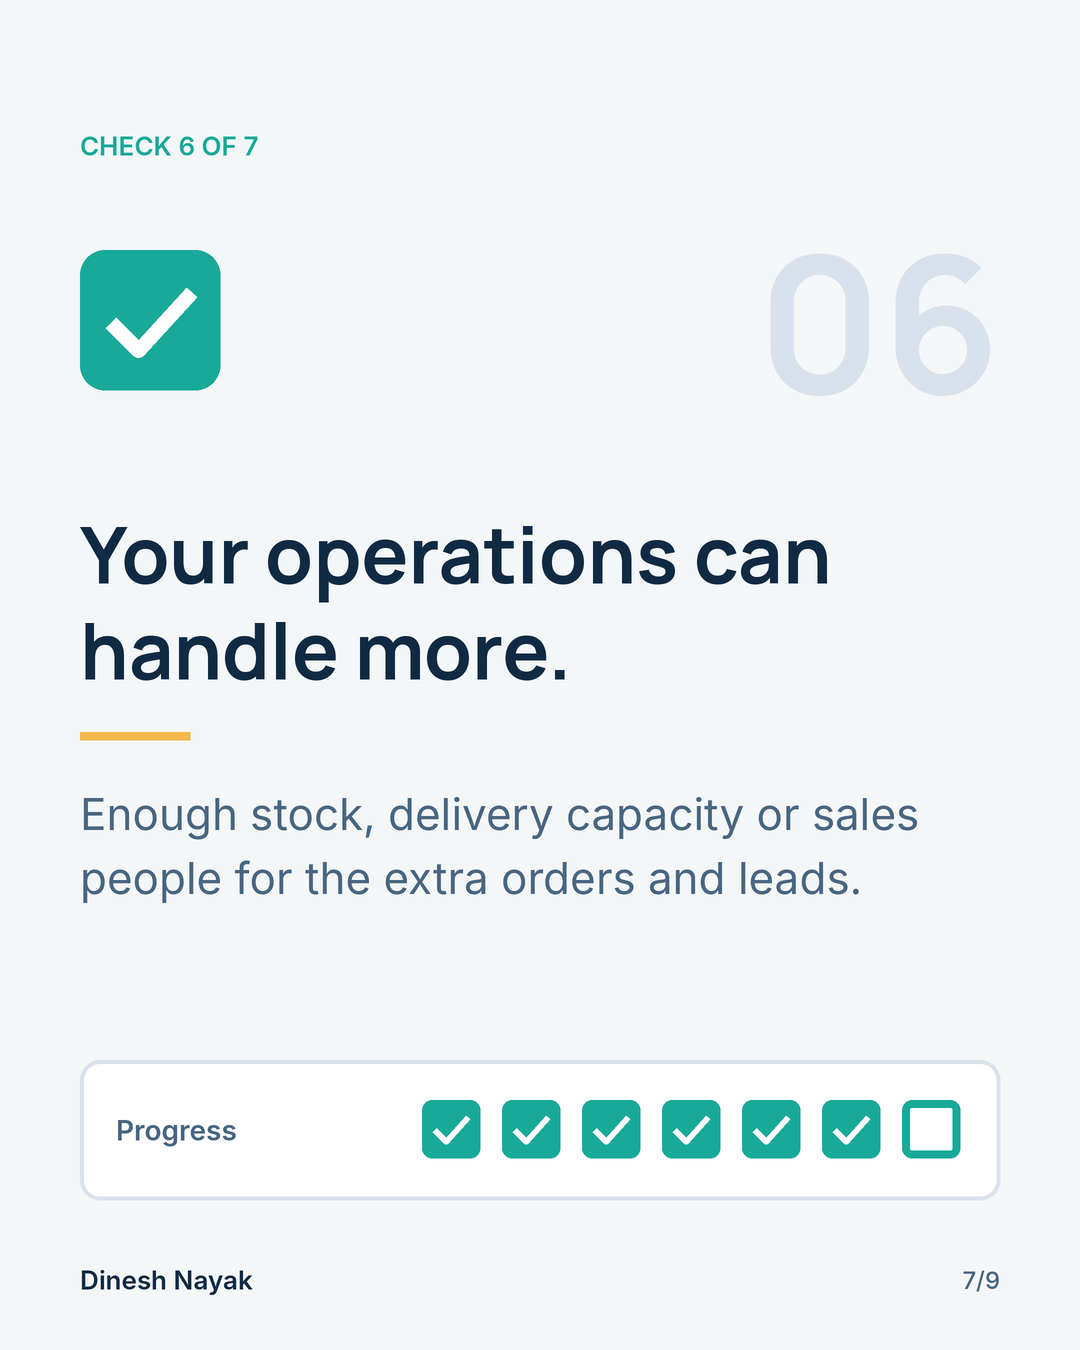 CHECK 6 OF 7
06
Your operations can
handle more.
Enough stock, delivery capacity or sales
people for the extra orders and leads.
Progress
Dinesh Nayak
7/9